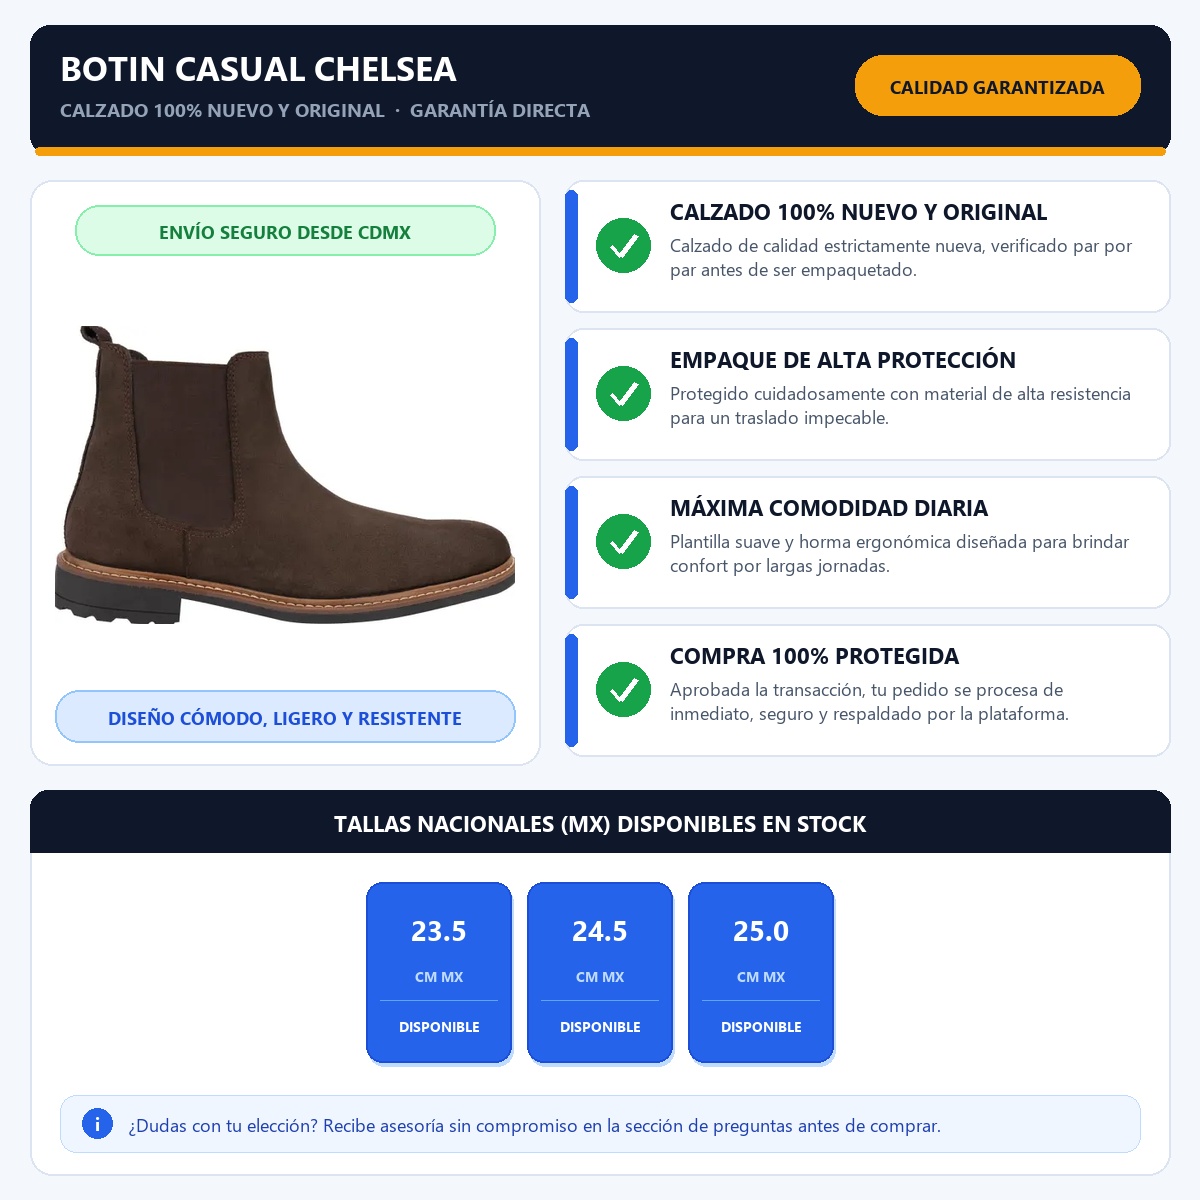 BOTIN CASUAL CHELSEA
CALZADO 100% NUEVO Y ORIGINAL · GARANTÍA DIRECTA
CALIDAD GARANTIZADA
ENVÍO SEGURO DESDE CDMX
DISEÑO CÓMODO, LIGERO Y RESISTENTE
CALZADO 100% NUEVO Y ORIGINAL
Calzado de calidad estrictamente nueva, verificado par por
par antes de ser empaquetado.
EMPAQUE DE ALTA PROTECCIÓN
Protegido cuidadosamente con material de alta resistencia
para un traslado impecable.
MÁXIMA COMODIDAD DIARIA
Plantilla suave y horma ergonómica diseñada para brindar
confort por largas jornadas.
COMPRA 100% PROTEGIDA
Aprobada la transacción, tu pedido se procesa de
inmediato, seguro y respaldado por la plataforma.
TALLAS NACIONALES (MX) DISPONIBLES EN STOCK
23.5
CM MX
DISPONIBLE
24.5
CM MX
DISPONIBLE
25.0
CM MX
DISPONIBLE
¿Dudas con tu elección? Recibe asesoría sin compromiso en la sección de preguntas antes de comprar.